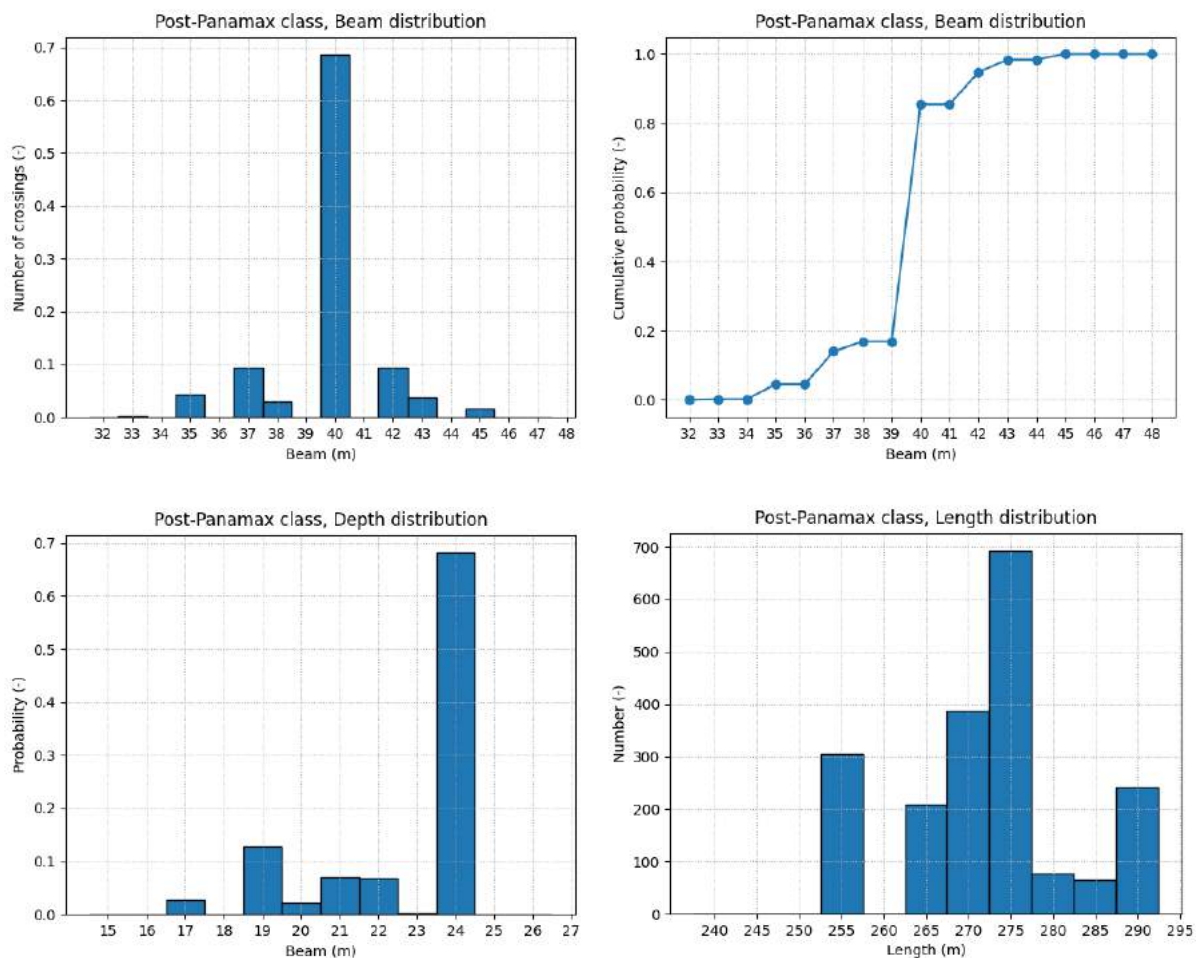 Post-Panamax class, Beam distribution
Number of crossings (-)
0.7
0.6
0.5
0.4
0.3
0.2
0.1
0.0
32 33 34 35 36 37 38 39 40 41 42 43 44 45 46 47 48
Beam (m)
Post-Panamax class, Beam distribution
Cumulative probability (-)
1.0
0.8
0.6
0.4
0.2
0.0
32 33 34 35 36 37 38 39 40 41 42 43 44 45 46 47 48
Beam (m)
Post-Panamax class, Depth distribution
Probability (-)
0.7
0.6
0.5
0.4
0.3
0.2
0.1
0.0
15 16 17 18 19 20 21 22 23 24 25 26 27
Beam (m)
Post-Panamax class, Length distribution
Number (-)
700
600
500
400
300
200
100
0
240 245 250 255 260 265 270 275 280 285 290 295
Length (m)